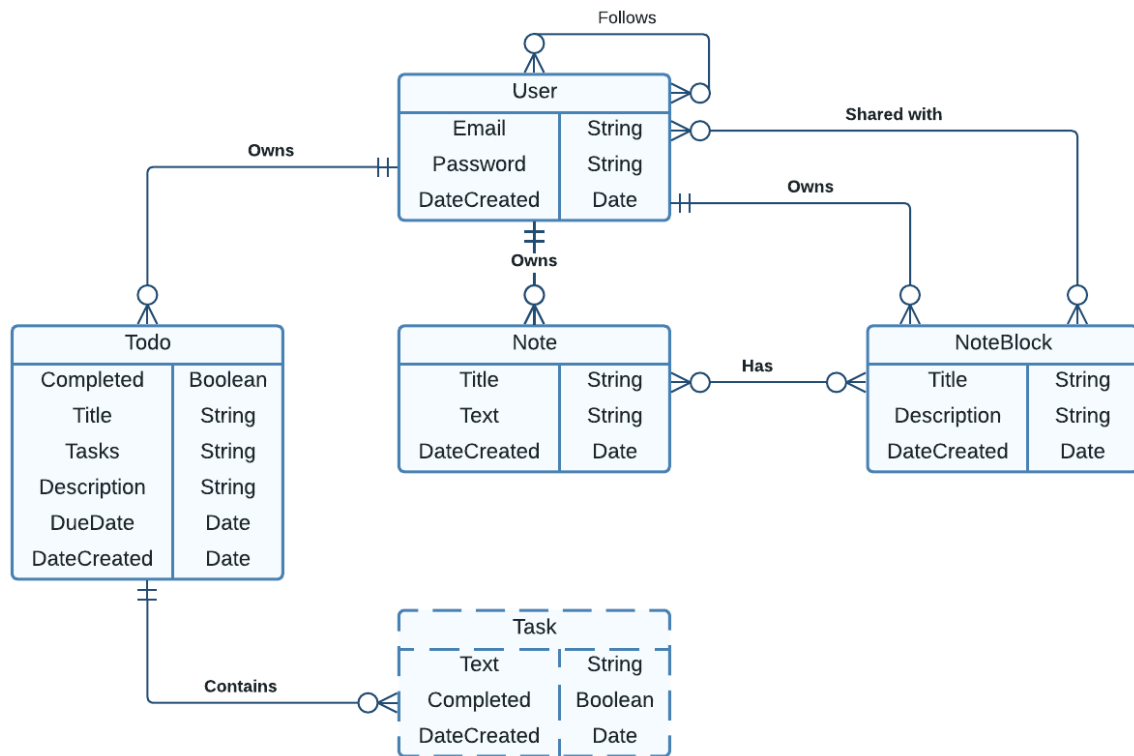 Follows
User
Email String
Password String
DateCreated Date
Shared with
Owns
Owns
Owns
Todo
Completed Boolean
Title String
Tasks String
Description String
DueDate Date
DateCreated Date
Note
Title String
Text String
DateCreated Date
Has
NoteBlock
Title String
Description String
DateCreated Date
Contains
Task
Text String
Completed Boolean
DateCreated Date